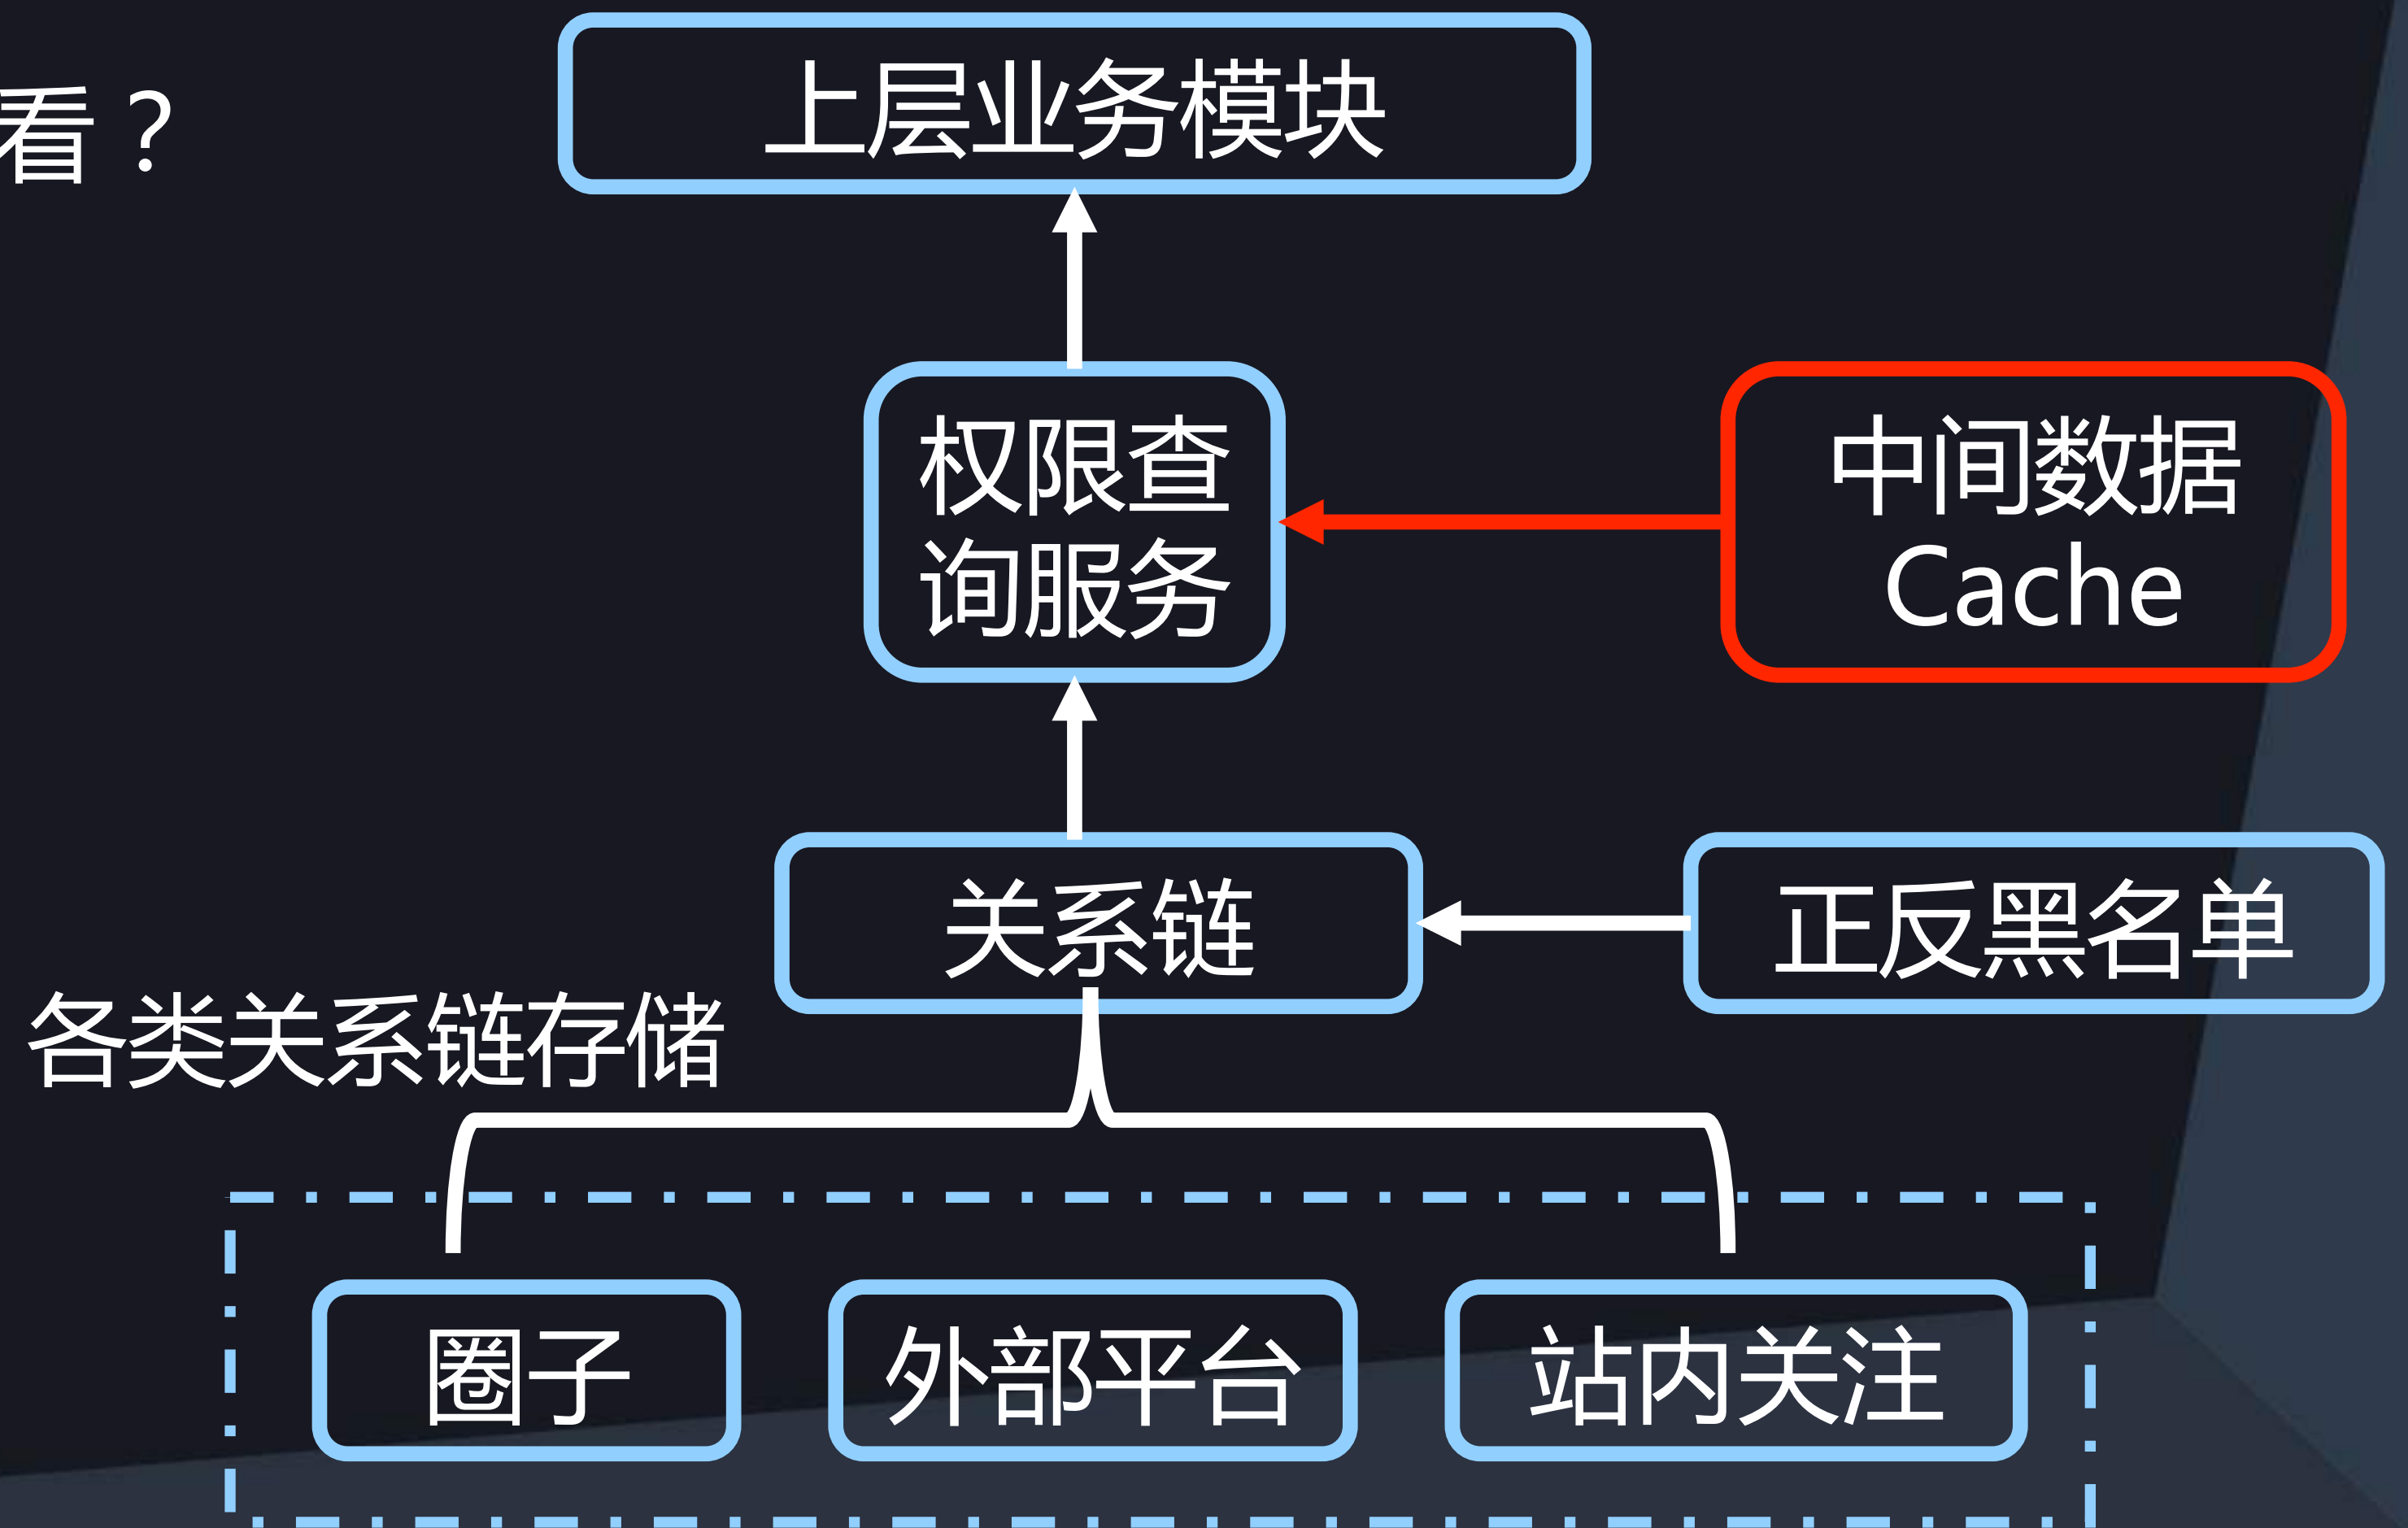 看？
上层业务模块
权限查
询服务
中间数据
Cache
关系链
正反黑名单
各类关系链存储
圈子
外部平台
站内关注